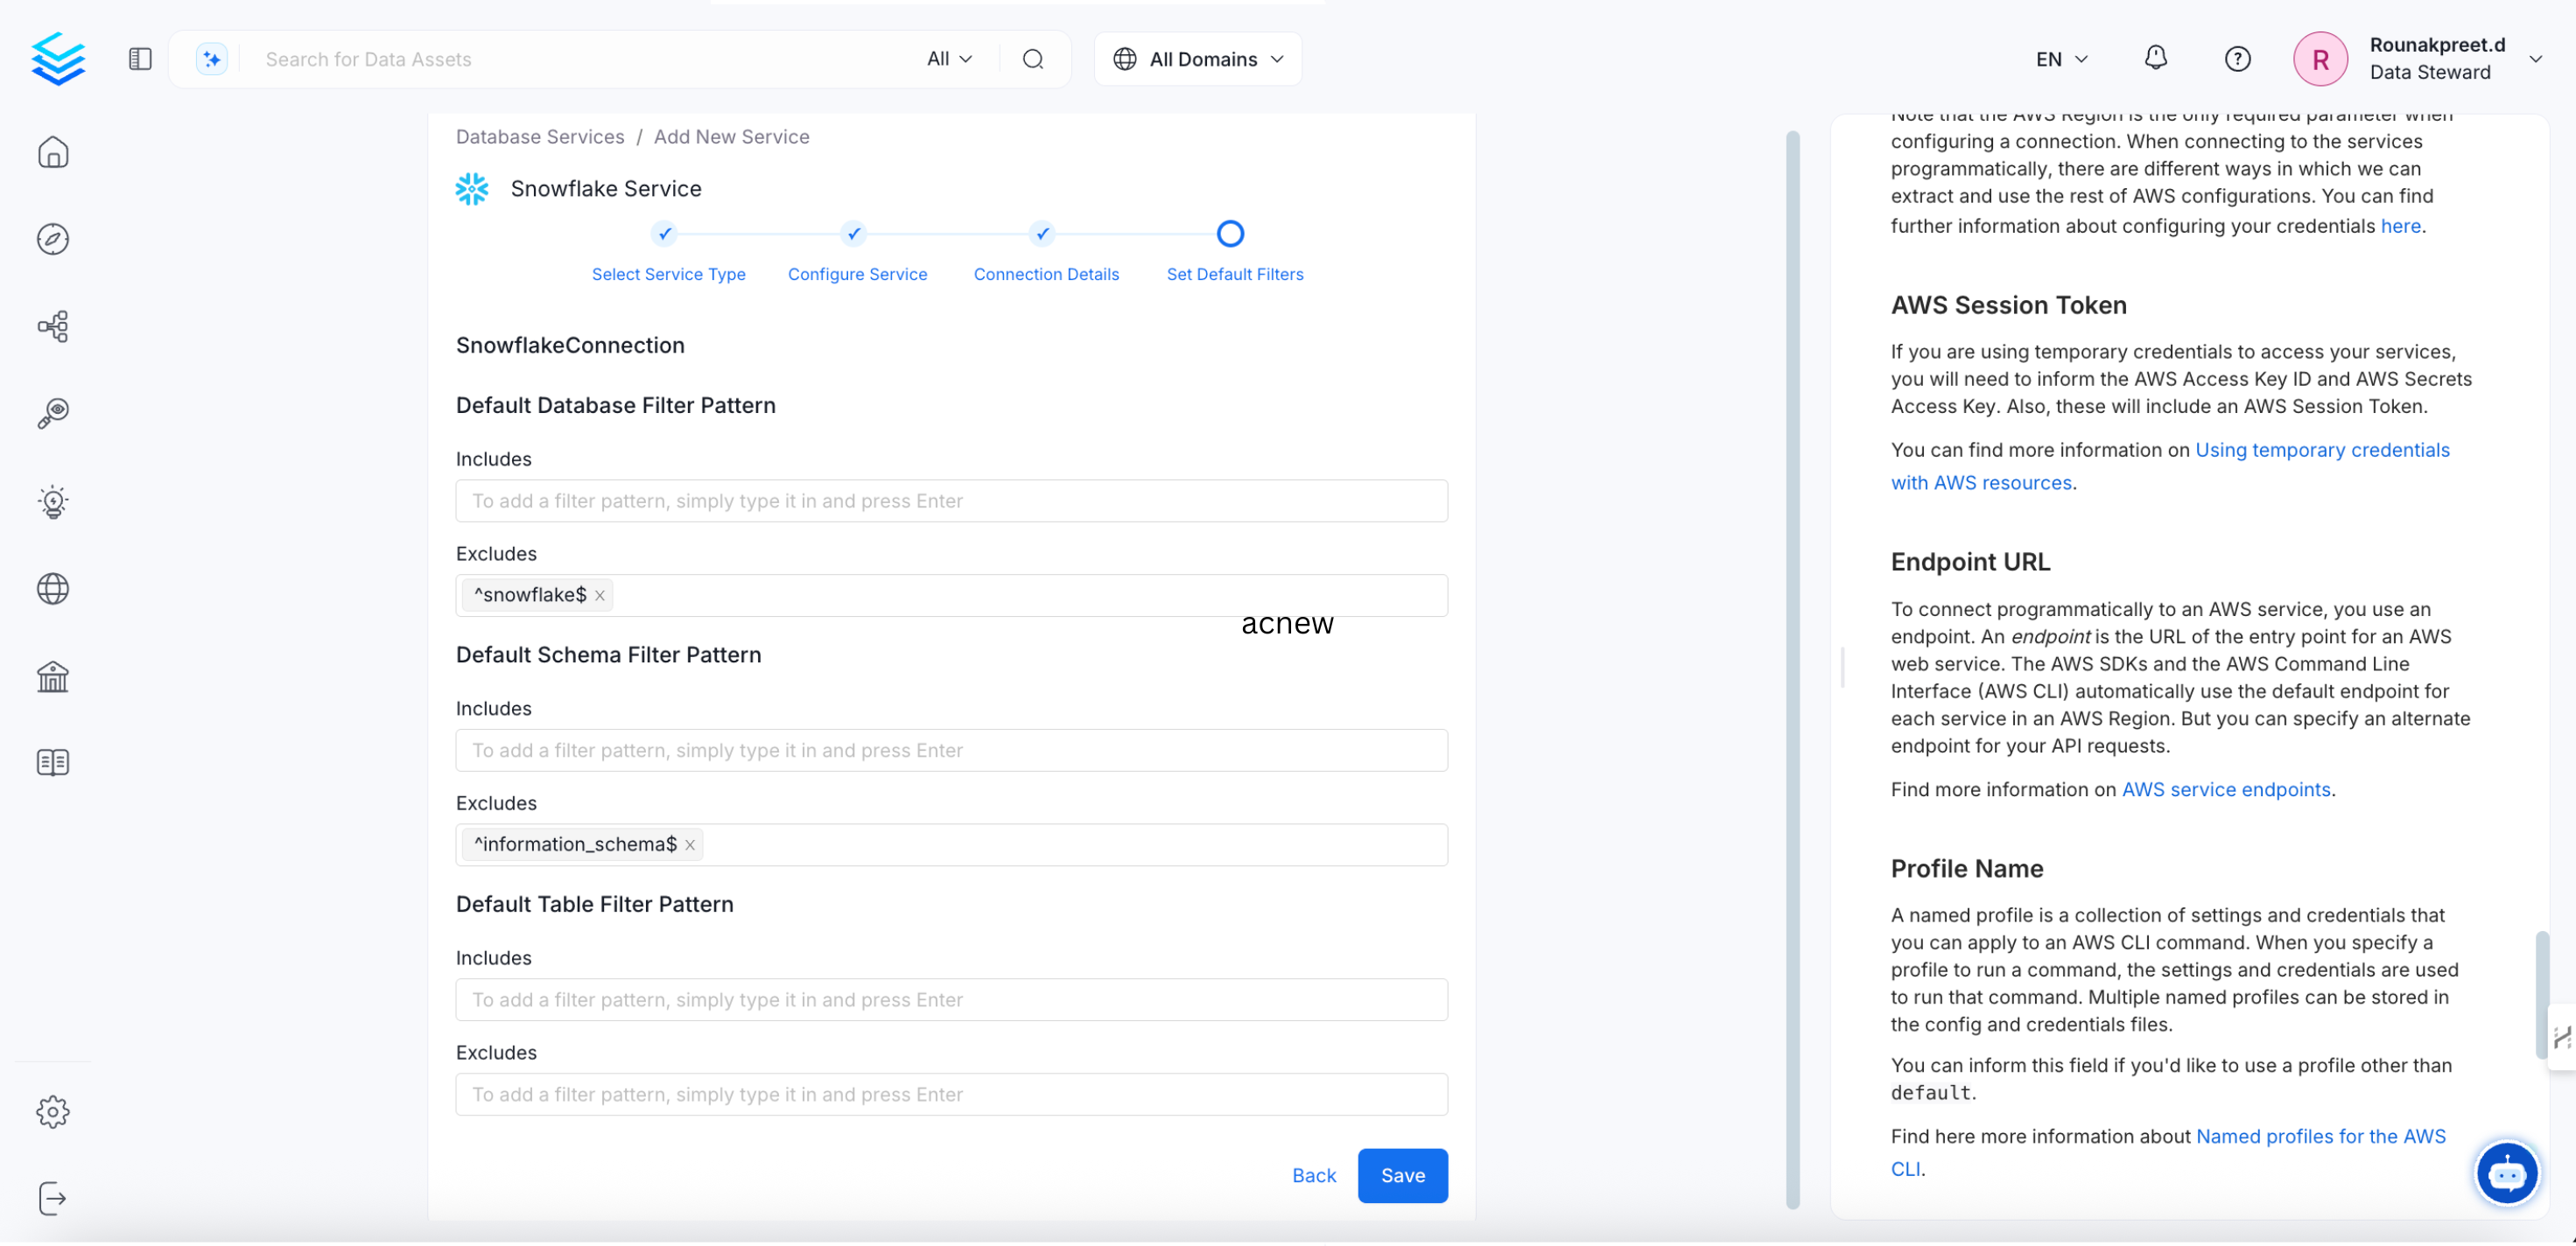 Search for Data Assets
All
All Domains
EN
R
Rounakpreet.d
Data Steward
Database Services / Add New Service
Snowflake Service
Select Service Type
Configure Service
Connection Details
Set Default Filters
SnowflakeConnection
Default Database Filter Pattern
Includes
To add a filter pattern, simply type it in and press Enter
Excludes
^snowflake$
acnew
Default Schema Filter Pattern
Includes
To add a filter pattern, simply type it in and press Enter
Excludes
^information_schema$
Default Table Filter Pattern
Includes
To add a filter pattern, simply type it in and press Enter
Excludes
To add a filter pattern, simply type it in and press Enter
Back
Save
Note that the AWS Region is the only required parameter when
configuring a connection. When connecting to the services
programmatically, there are different ways in which we can
extract and use the rest of AWS configurations. You can find
further information about configuring your credentials here.
AWS Session Token
If you are using temporary credentials to access your services,
you will need to inform the AWS Access Key ID and AWS Secrets
Access Key. Also, these will include an AWS Session Token.
You can find more information on Using temporary credentials
with AWS resources.
Endpoint URL
To connect programmatically to an AWS service, you use an
endpoint. An endpoint is the URL of the entry point for an AWS
web service. The AWS SDKs and the AWS Command Line
Interface (AWS CLI) automatically use the default endpoint for
each service in an AWS Region. But you can specify an alternate
endpoint for your API requests.
Find more information on AWS service endpoints.
Profile Name
A named profile is a collection of settings and credentials that
you can apply to an AWS CLI command. When you specify a
profile to run a command, the settings and credentials are used
to run that command. Multiple named profiles can be stored in
the config and credentials files.
You can inform this field if you'd like to use a profile other than
default.
Find here more information about Named profiles for the AWS
CLI.